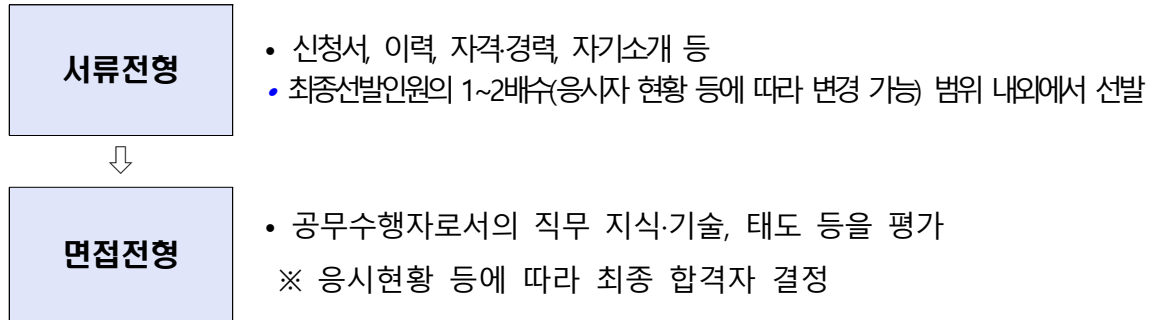 서류전형
• 신청서, 이력, 자격·경력, 자기소개 등
• 최종선발인원의 1~2배수(응시자 현황 등에 따라 변경 가능) 범위 내외에서 선발
⇩
면접전형
• 공무수행자로서의 직무 지식·기술, 태도 등을 평가
※ 응시현황 등에 따라 최종 합격자 결정